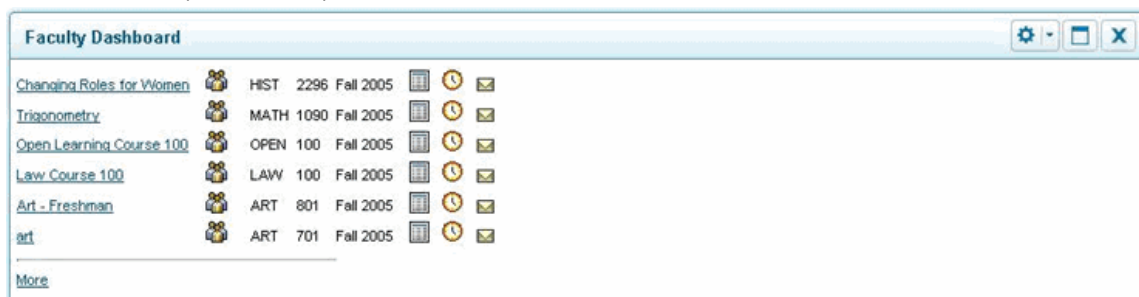 Faculty Dashboard
Changing Roles for Women HIST 2296 Fall 2005
Trigonometry MATH 1090 Fall 2005
Open Learning Course 100 OPEN 100 Fall 2005
Law Course 100 LAW 100 Fall 2005
Art - Freshman ART 801 Fall 2005
art ART 701 Fall 2005
More